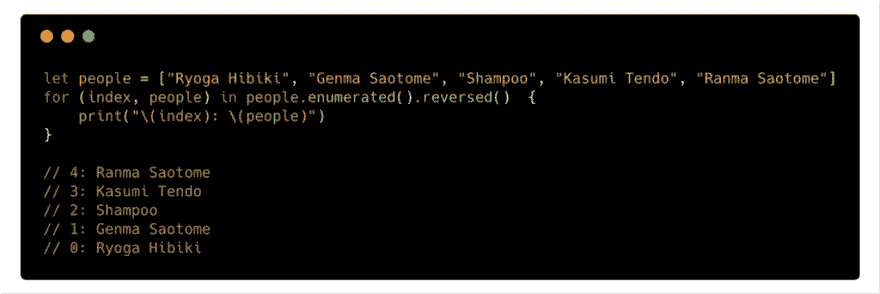 let people = ["Ryoga Hibiki", "Genma Saotome", "Shampoo", "Kasumi Tendo", "Ranma Saotome"]
for (index, people) in people.enumerated().reversed()  {
    print("\(index): \(people)")
}
// 4: Ranma Saotome
// 3: Kasumi Tendo
// 2: Shampoo
// 1: Genma Saotome
// 0: Ryoga Hibiki